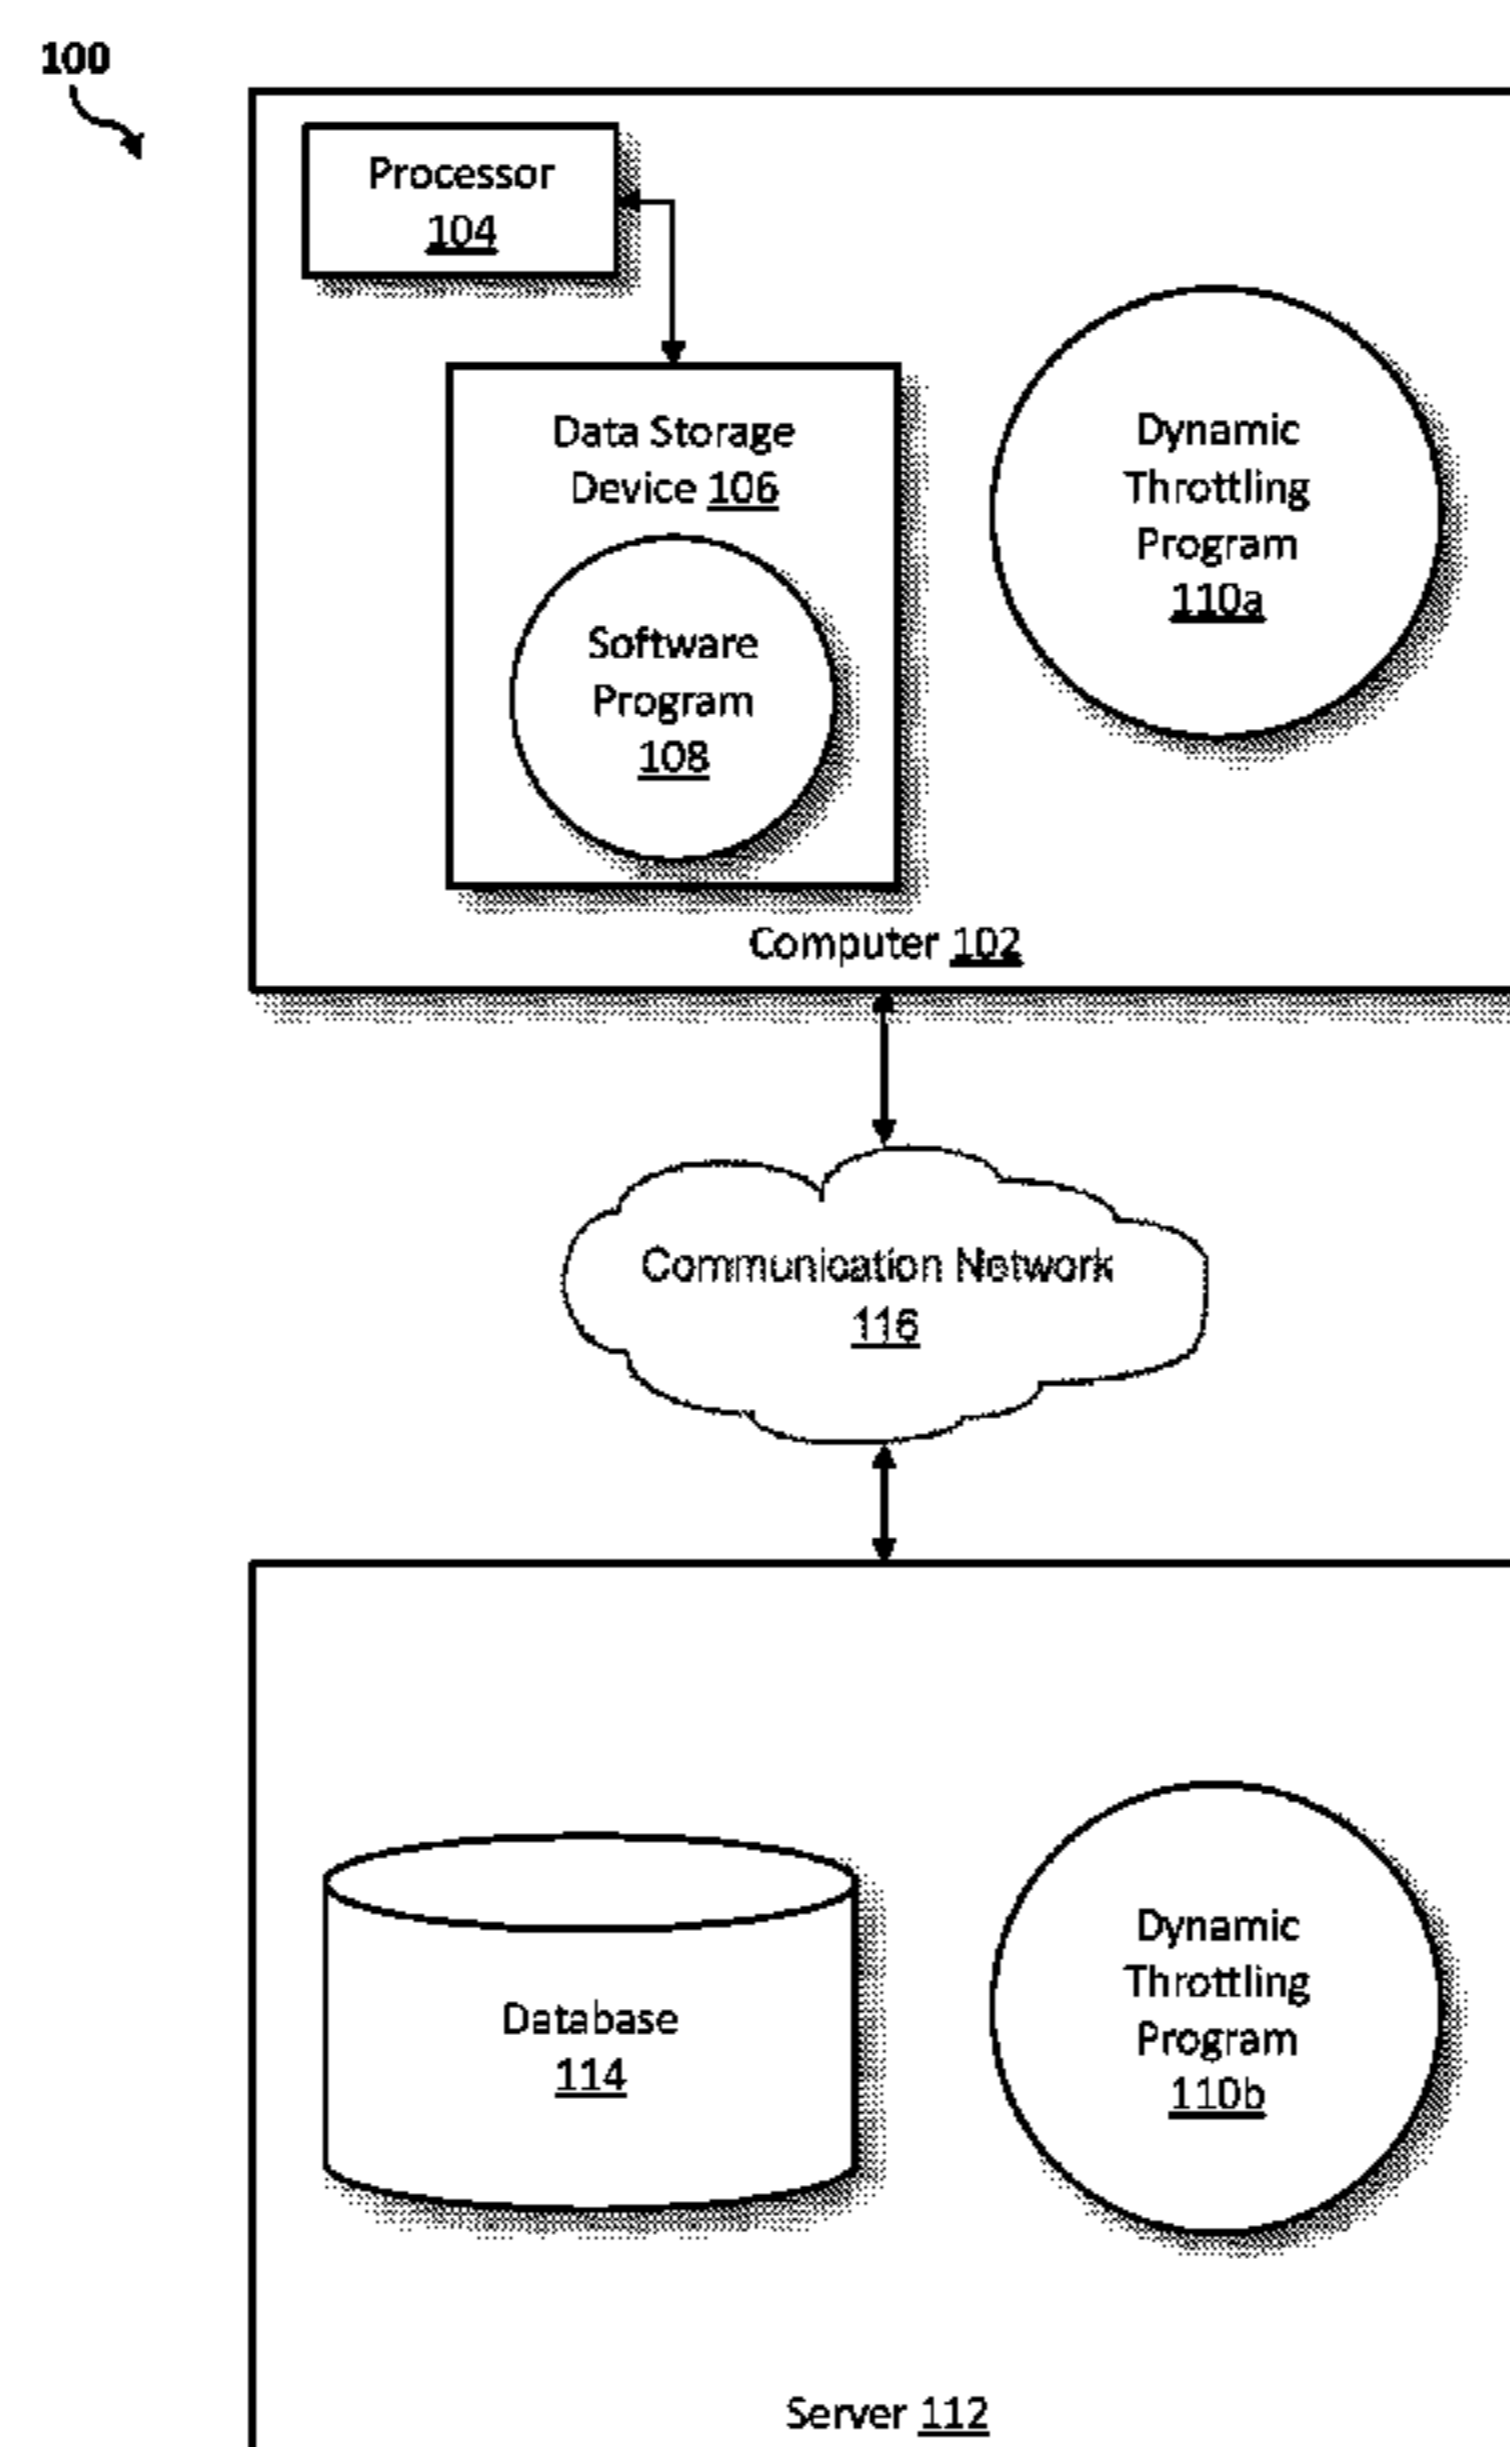 100
Processor
104
Data Storage
Device 106
Software
Program
108
Dynamic
Throttling
Program
110a
Computer 102
Communication Network
116
Database
114
Dynamic
Throttling
Program
110b
Server 112